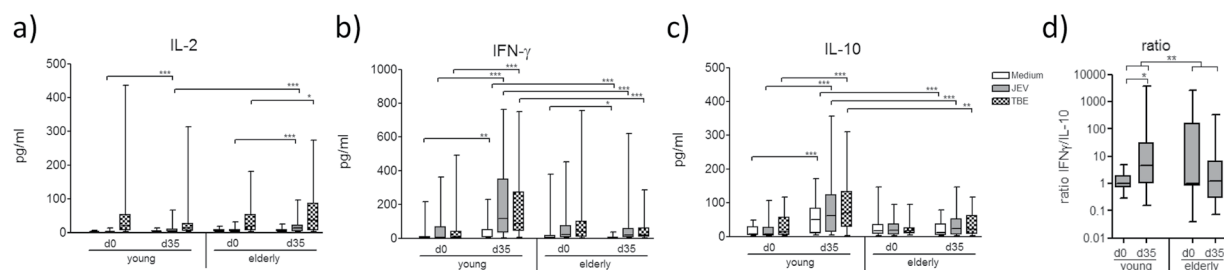 a)
IL-2
pg/ml
500
400
300
200
100
0
***
***
*
***
d0
d35
d0
d35
young
elderly
b)
IFN-γ
pg/ml
1000
800
600
400
200
0
***
***
***
***
***
*
**
d0
d35
d0
d35
young
elderly
c)
IL-10
pg/ml
500
400
300
200
100
0
***
***
***
***
**
***
Medium
JEV
TBE
d0
d35
d0
d35
young
elderly
d)
ratio
ratio IFNγ/IL-10
10000
1000
100
10
1
0.1
0.01
**
*
d0
d35
d0
d35
young
elderly